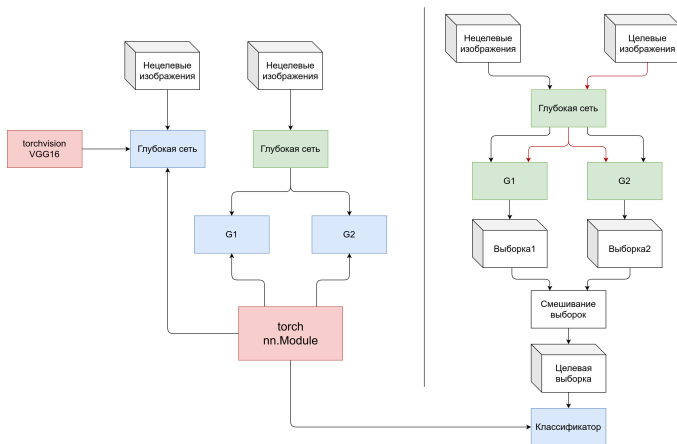 Нецелевые
изображения
Нецелевые
изображения
torchvision
VGG16
Глубокая сеть
Глубокая сеть
G1
G2
torch
nn.Module
Нецелевые
изображения
Целевые
изображения
Глубокая сеть
G1
G2
Выборка1
Выборка2
Смешивание
выборок
Целевая
выборка
Классификатор